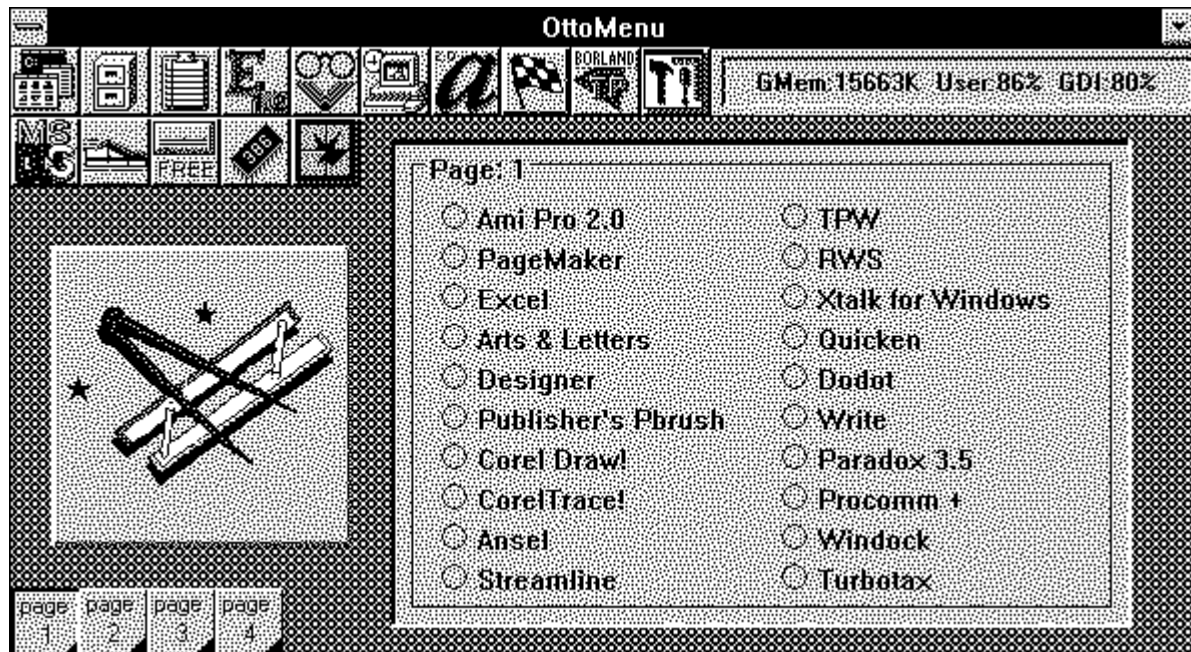 OttoMenu
BORLAND
GMem:15663K User:86% GDI:80%
MS
FREE
386
Page: 1
Ami Pro 2.0
PageMaker
Excel
Arts & Letters
Designer
Publisher's Pbrush
Corel Draw!
CorelTrace!
Ansel
Streamline
TPW
RWS
Xtalk for Windows
Quicken
Dodot
Write
Paradox 3.5
Procomm +
Windock
Turbotax
page 1
page 2
page 3
page 4